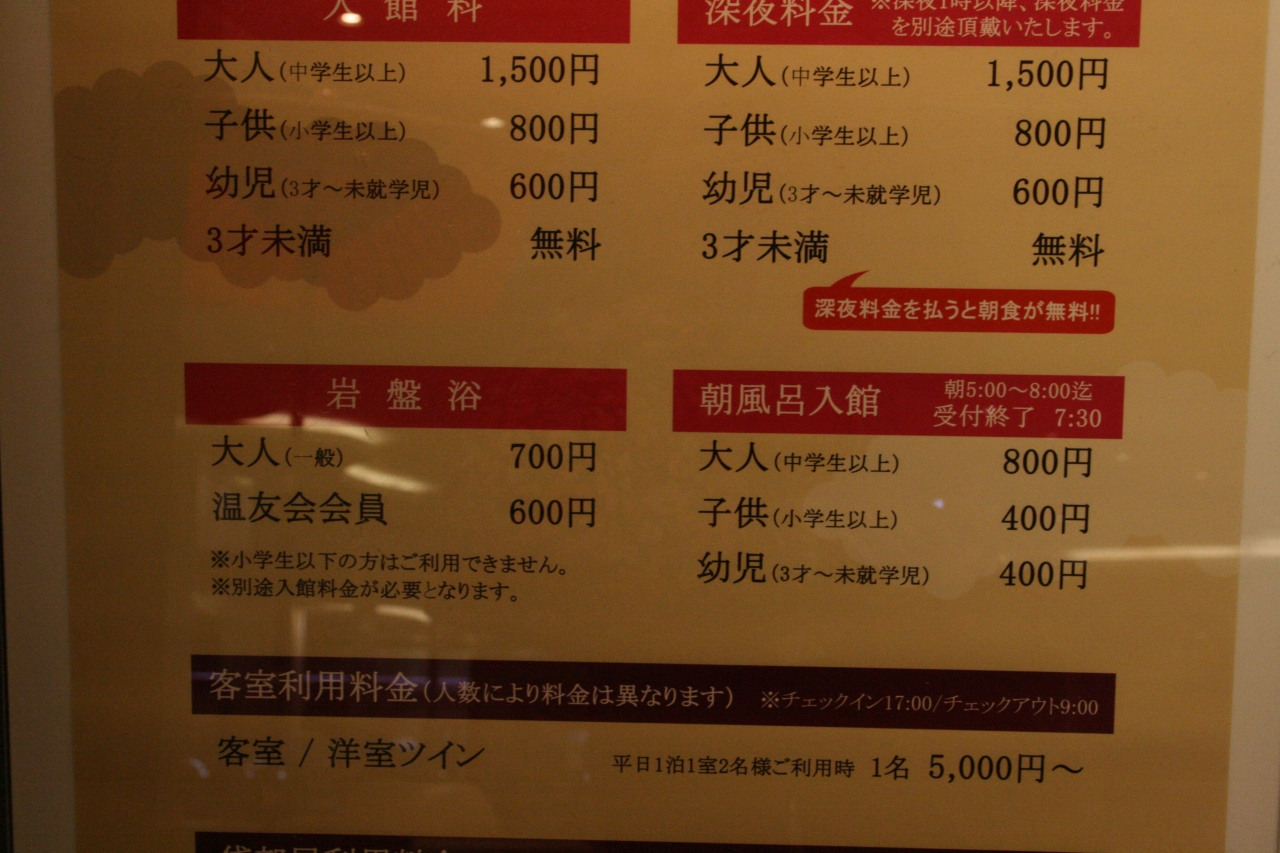 入館料
大人(中学生以上) 1,500円
子供(小学生以上) 800円
幼児(3才〜未就学児) 600円
3才未満 無料
深夜料金 ※深夜1時以降、深夜料金
を別途頂戴いたします。
大人(中学生以上) 1,500円
子供(小学生以上) 800円
幼児(3才〜未就学児) 600円
3才未満 無料
深夜料金を払うと朝食が無料!!
岩盤浴
大人(一般) 700円
温友会会員 600円
※小学生以下の方はご利用できません。
※別途入館料金が必要となります。
朝風呂入館 朝5:00〜8:00迄
受付終了 7:30
大人(中学生以上) 800円
子供(小学生以上) 400円
幼児(3才〜未就学児) 400円
客室利用料金(人数により料金は異なります) ※チェックイン17:00/チェックアウト9:00
客室 / 洋室ツイン 平日1泊1室2名様ご利用時 1名 5,000円〜